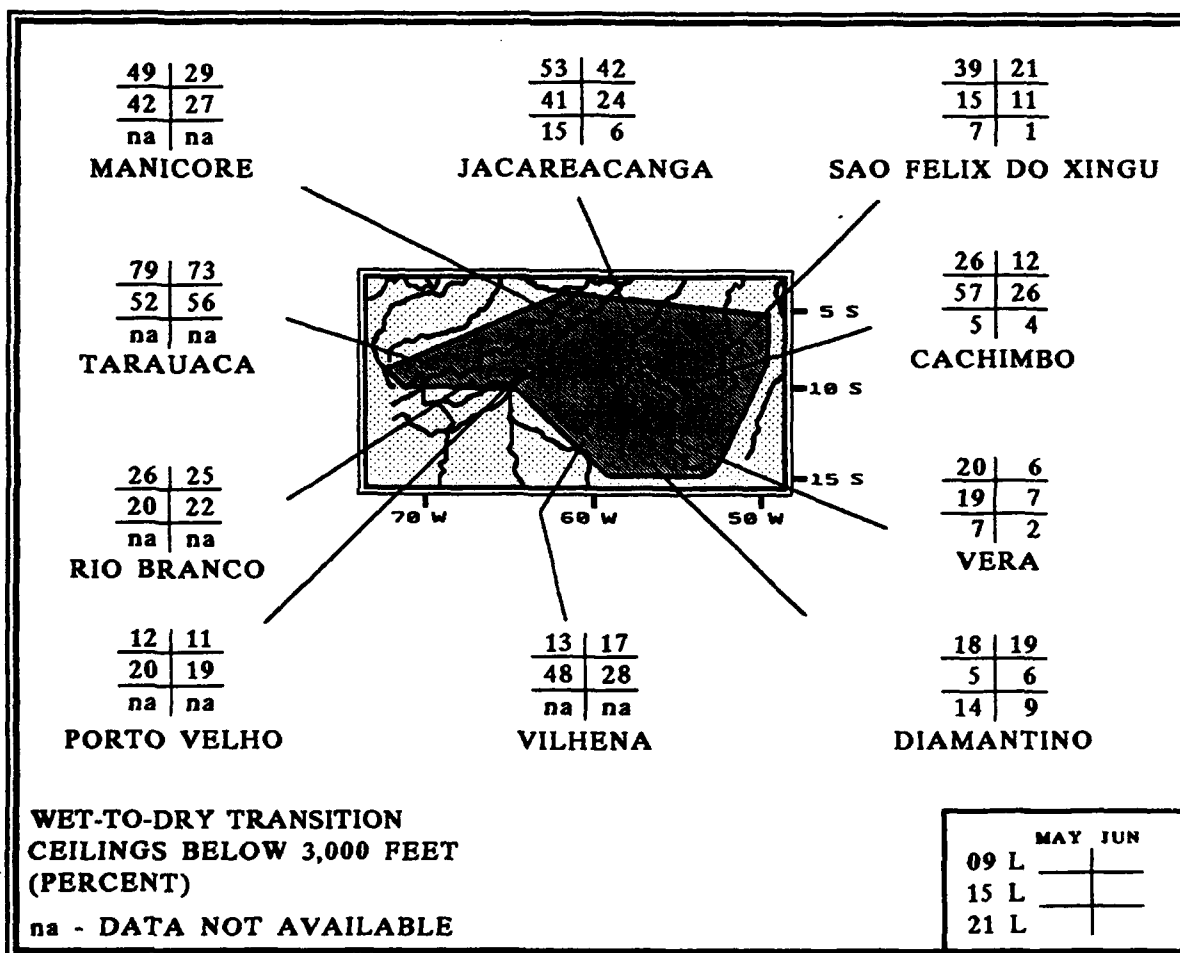 49 29
42 27
na na
MANICORE
53 42
41 24
15 6
JACAREACANGA
39 21
15 11
7 1
SAO FELIX DO XINGU
79 73
52 56
na na
TARAUACA
26 12
57 26
5 4
CACHIMBO
5 S
10 S
15 S
70 W 60 W 50 W
26 25
20 22
na na
RIO BRANCO
20 6
19 7
7 2
VERA
12 11
20 19
na na
PORTO VELHO
13 17
48 28
na na
VILHENA
18 19
5 6
14 9
DIAMANTINO
WET-TO-DRY TRANSITION
CEILINGS BELOW 3,000 FEET
(PERCENT)
na - DATA NOT AVAILABLE
MAY JUN
09 L
15 L
21 L